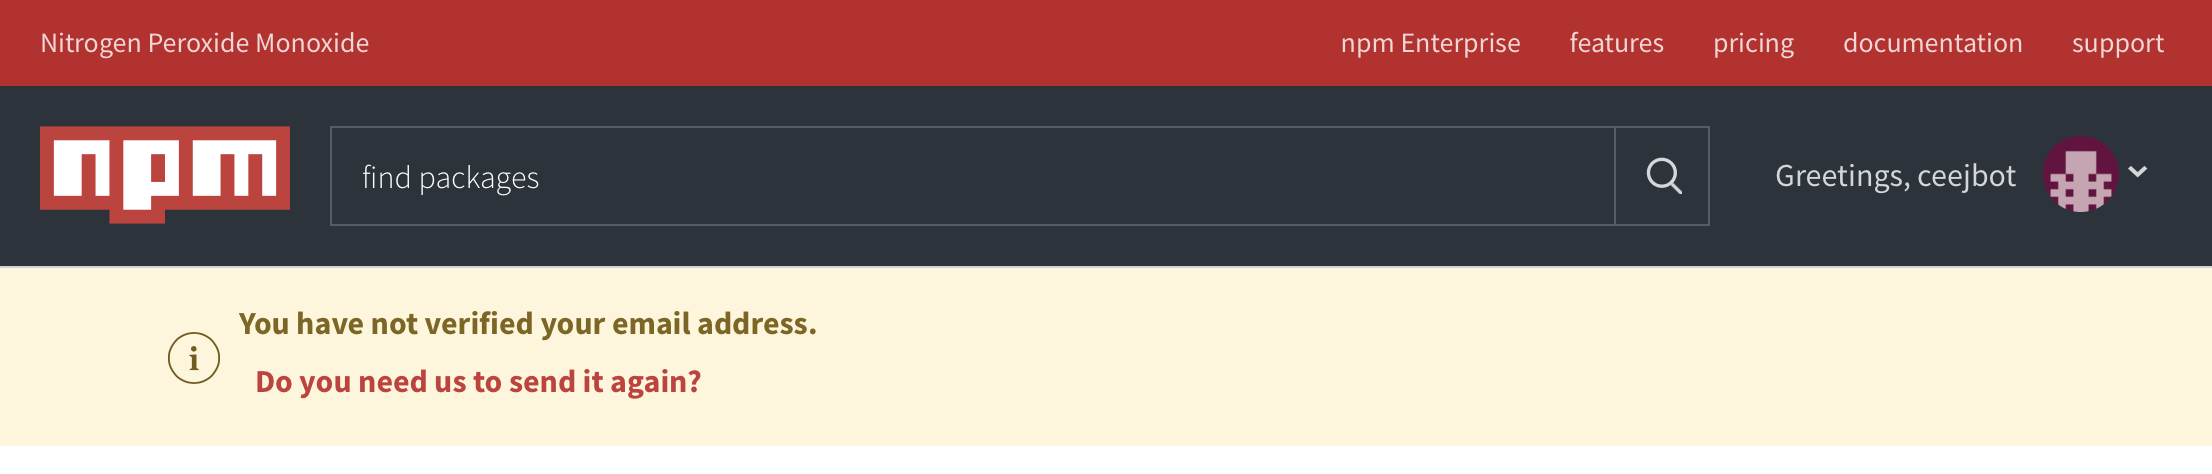 Nitrogen Peroxide Monoxide
npm Enterprise features pricing documentation support
npm
find packages
Greetings, ceejbot
i
You have not verified your email address.
Do you need us to send it again?